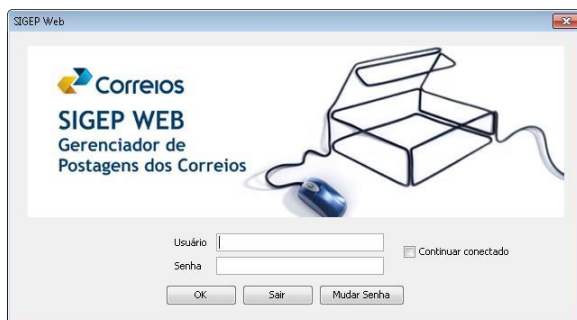 SIGEP Web
Correios
SIGEP WEB
Gerenciador de
Postagens dos Correios
Usuário
Continuar conectado
Senha
OK Sair Mudar Senha